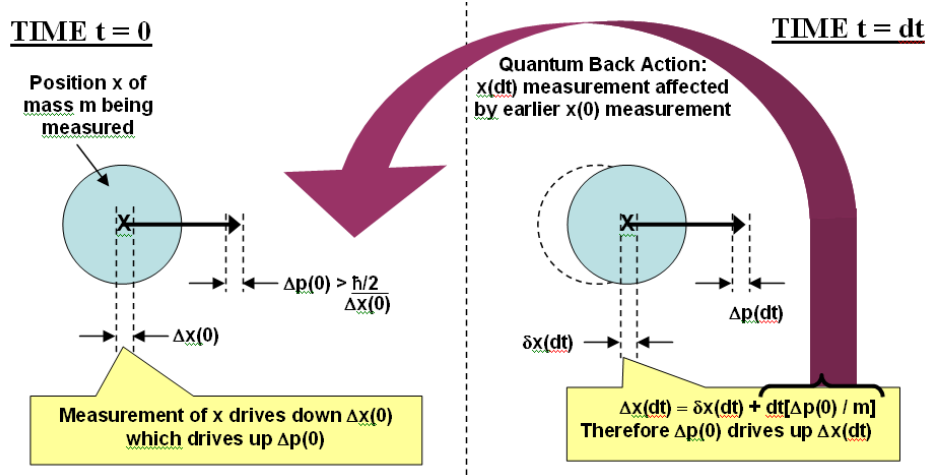 TIME t = 0
TIME t = dt
Position x of
mass m being
measured
Quantum Back Action:
x(dt) measurement affected
by earlier x(0) measurement
X
X
Δp(0) > ħ/2
Δx(0)
Δx(0)
Δp(dt)
δx(dt)
Measurement of x drives down Δx(0)
which drives up Δp(0)
Δx(dt) = δx(dt) + dt[Δp(0) / m]
Therefore Δp(0) drives up Δx(dt)